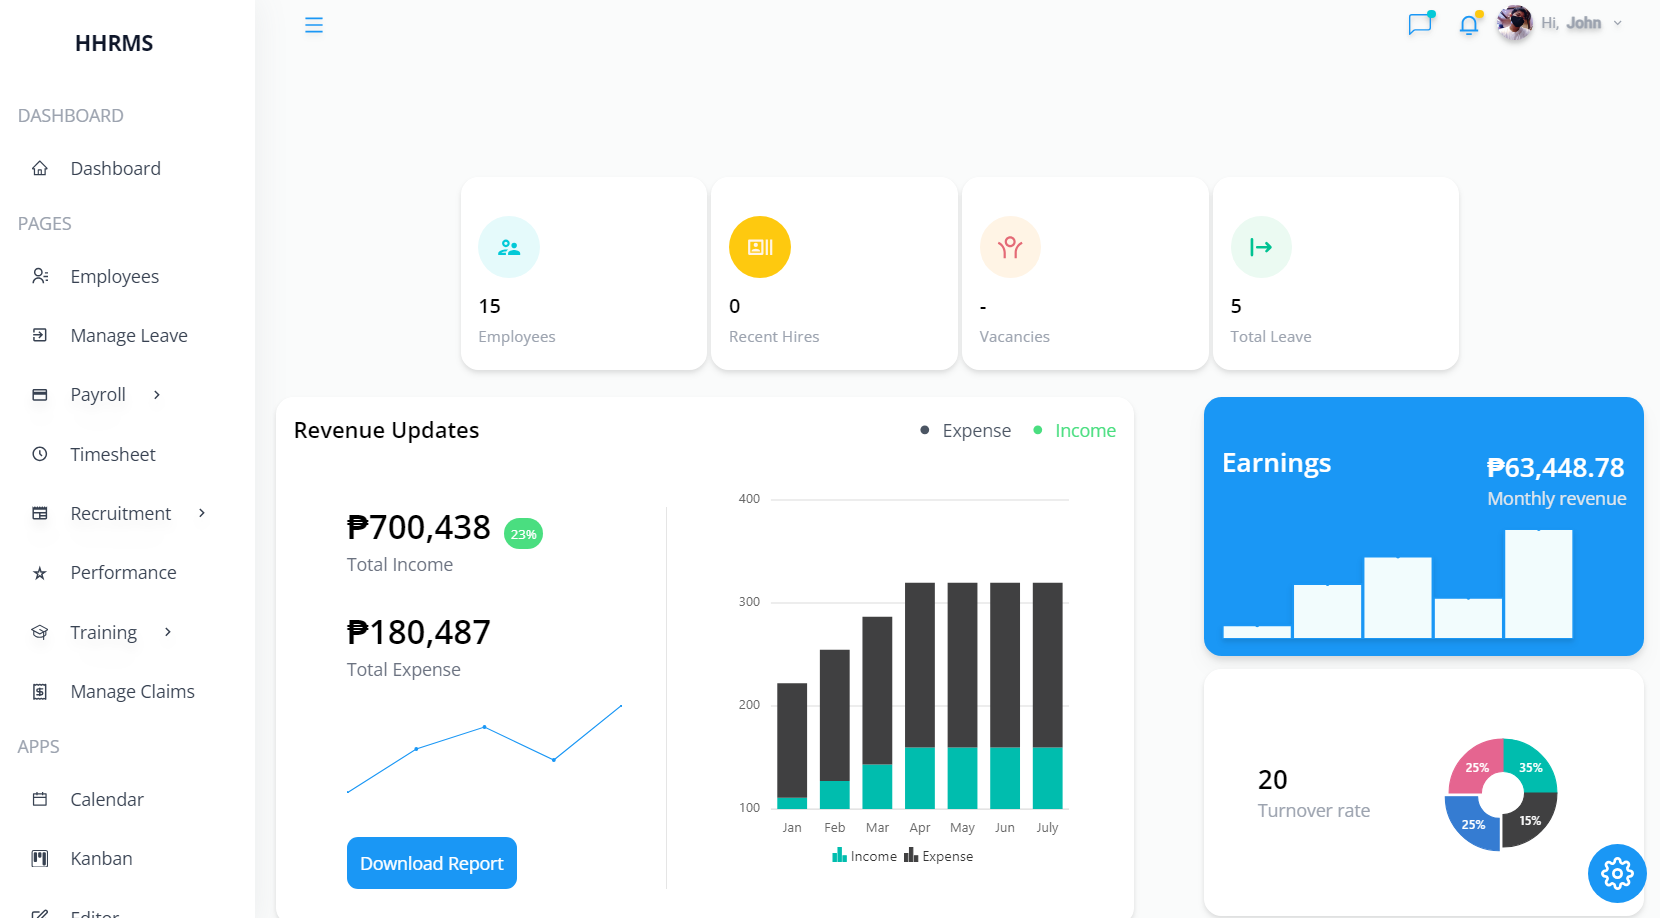 HHRMS
Hi, John
DASHBOARD
Dashboard
PAGES
Employees
Manage Leave
Payroll
Timesheet
Recruitment
Performance
Training
Manage Claims
APPS
Calendar
Kanban
Editor
15
Employees
0
Recent Hires
-
Vacancies
5
Total Leave
Revenue Updates
Expense
Income
₱700,438
23%
Total Income
₱180,487
Total Expense
Download Report
400
300
200
100
Jan Feb Mar Apr May Jun July
Income Expense
Earnings
₱63,448.78
Monthly revenue
20
Turnover rate
25%
35%
25%
15%